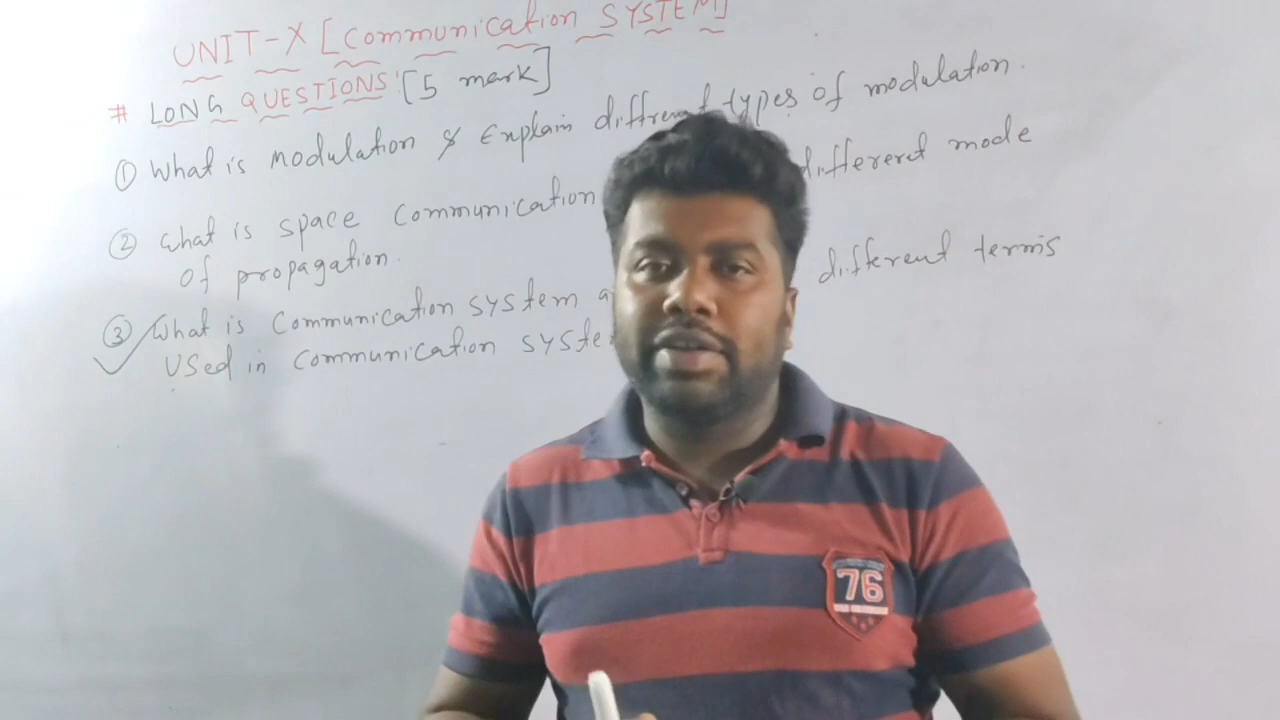 UNIT-X [Communication SYSTEM]
# LONG QUESTIONS: [5 mark]
① What is Modulation & Explain different types of modulation.
② What is space Communication different mode
of propagation.
③ What is Communication system different terms
Used in Communication
76